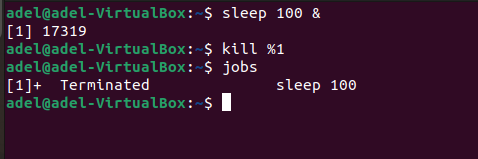 adel@adel-VirtualBox:~$ sleep 100 &
[1] 17319
adel@adel-VirtualBox:~$ kill %1
adel@adel-VirtualBox:~$ jobs
[1]+  Terminated              sleep 100
adel@adel-VirtualBox:~$